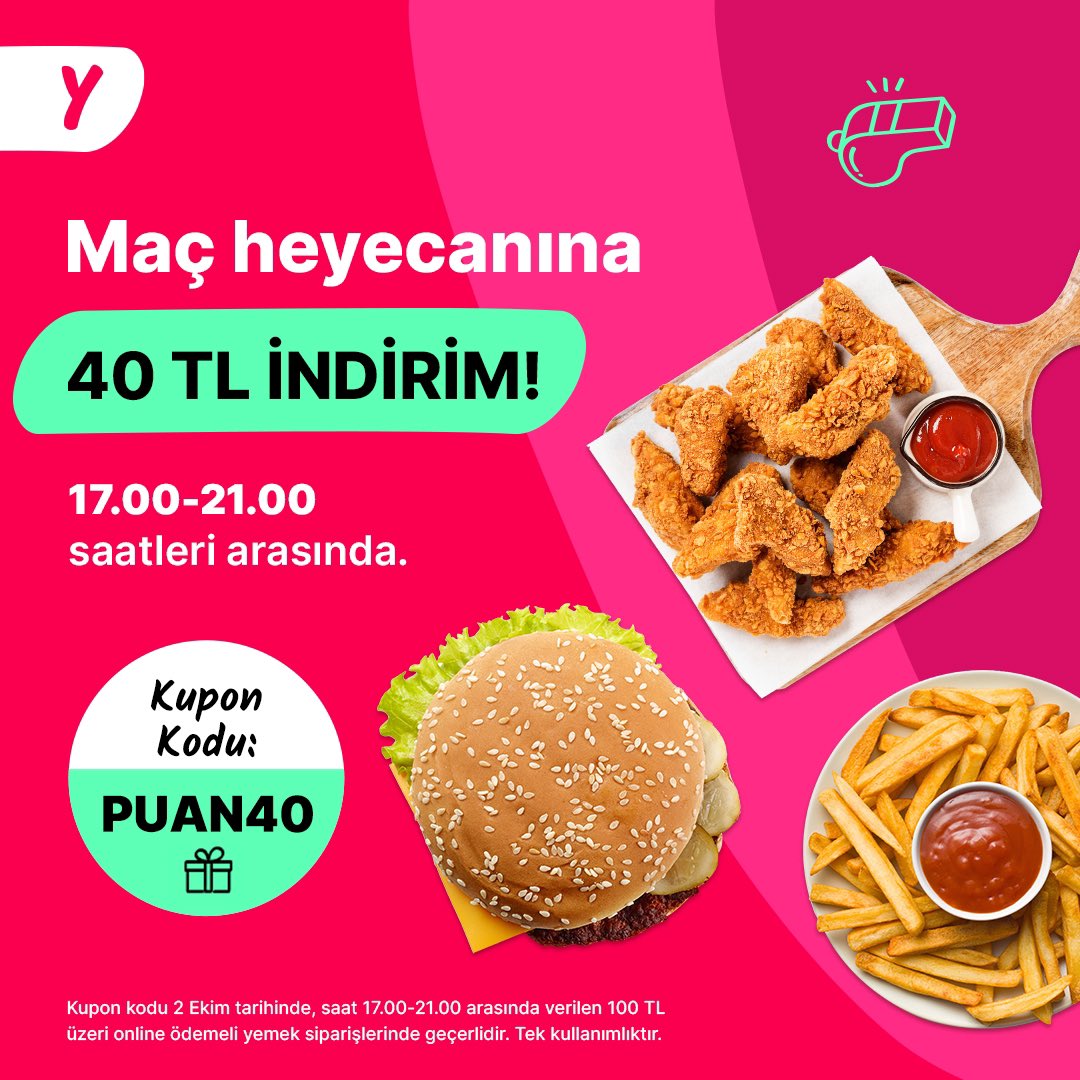 Y
Maç heyecanına
40 TL İNDİRİM!
17.00-21.00
saatleri arasında.
Kupon
Kodu:
PUAN40
Kupon kodu 2 Ekim tarihinde, saat 17.00-21.00 arasında verilen 100 TL
üzeri online ödemeli yemek siparişlerinde geçerlidir. Tek kullanımlıktır.